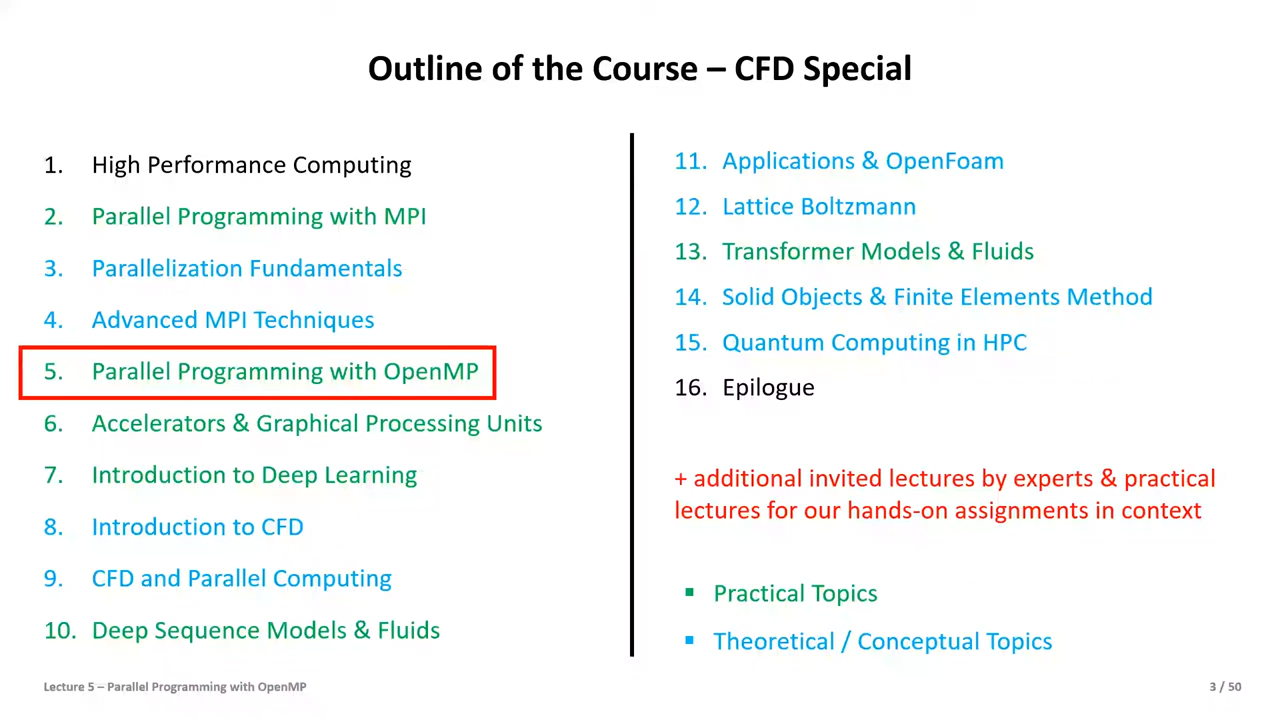 Outline of the Course – CFD Special
1. High Performance Computing
2. Parallel Programming with MPI
3. Parallelization Fundamentals
4. Advanced MPI Techniques
5. Parallel Programming with OpenMP
6. Accelerators & Graphical Processing Units
7. Introduction to Deep Learning
8. Introduction to CFD
9. CFD and Parallel Computing
10. Deep Sequence Models & Fluids
11. Applications & OpenFoam
12. Lattice Boltzmann
13. Transformer Models & Fluids
14. Solid Objects & Finite Elements Method
15. Quantum Computing in HPC
16. Epilogue
+ additional invited lectures by experts & practical
lectures for our hands-on assignments in context
▪ Practical Topics
▪ Theoretical / Conceptual Topics
Lecture 5 – Parallel Programming with OpenMP
3 / 50